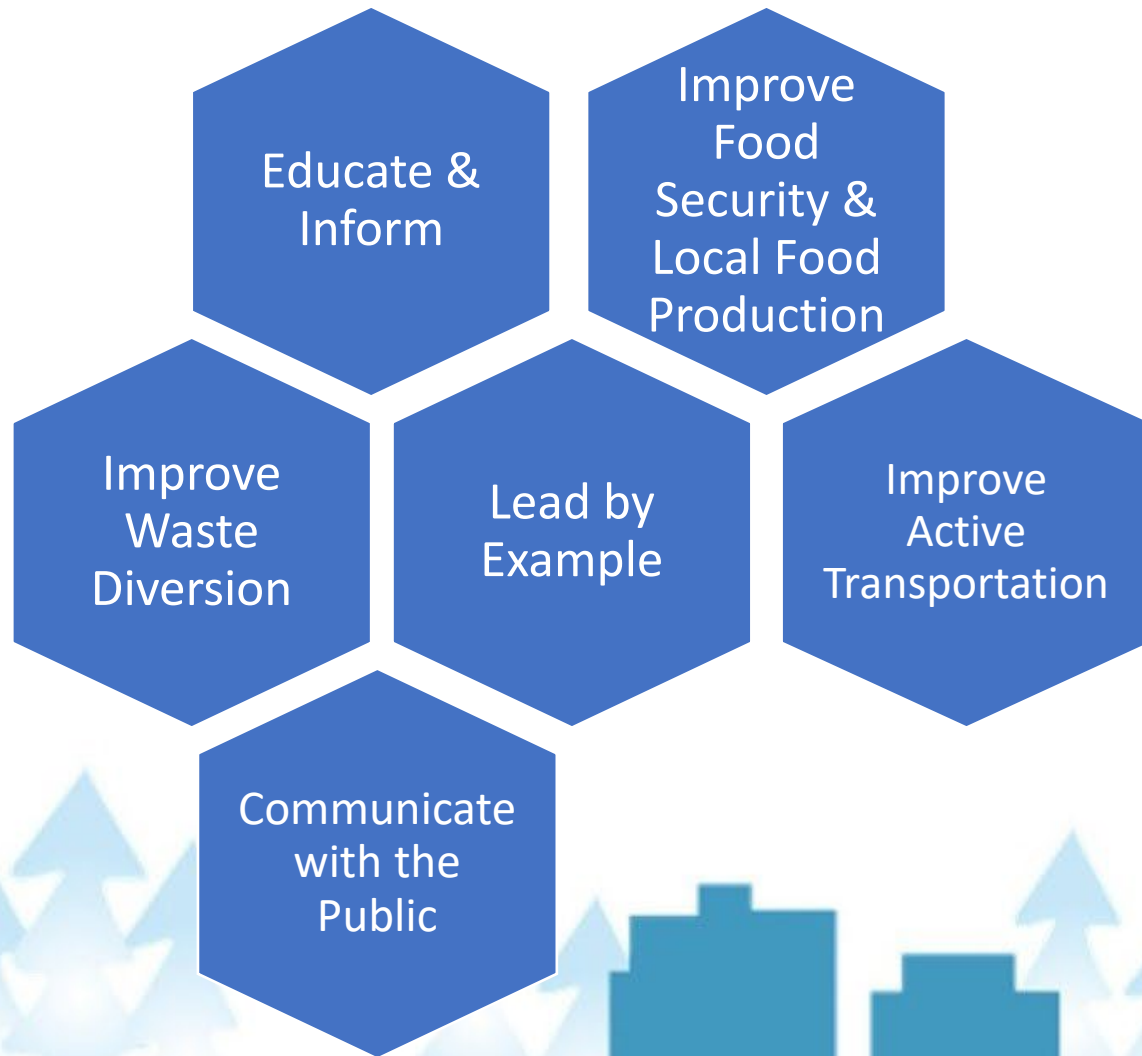 Educate &
Inform
Improve
Food
Security &
Local Food
Production
Improve
Waste
Diversion
Lead by
Example
Improve
Active
Transportation
Communicate
with the
Public